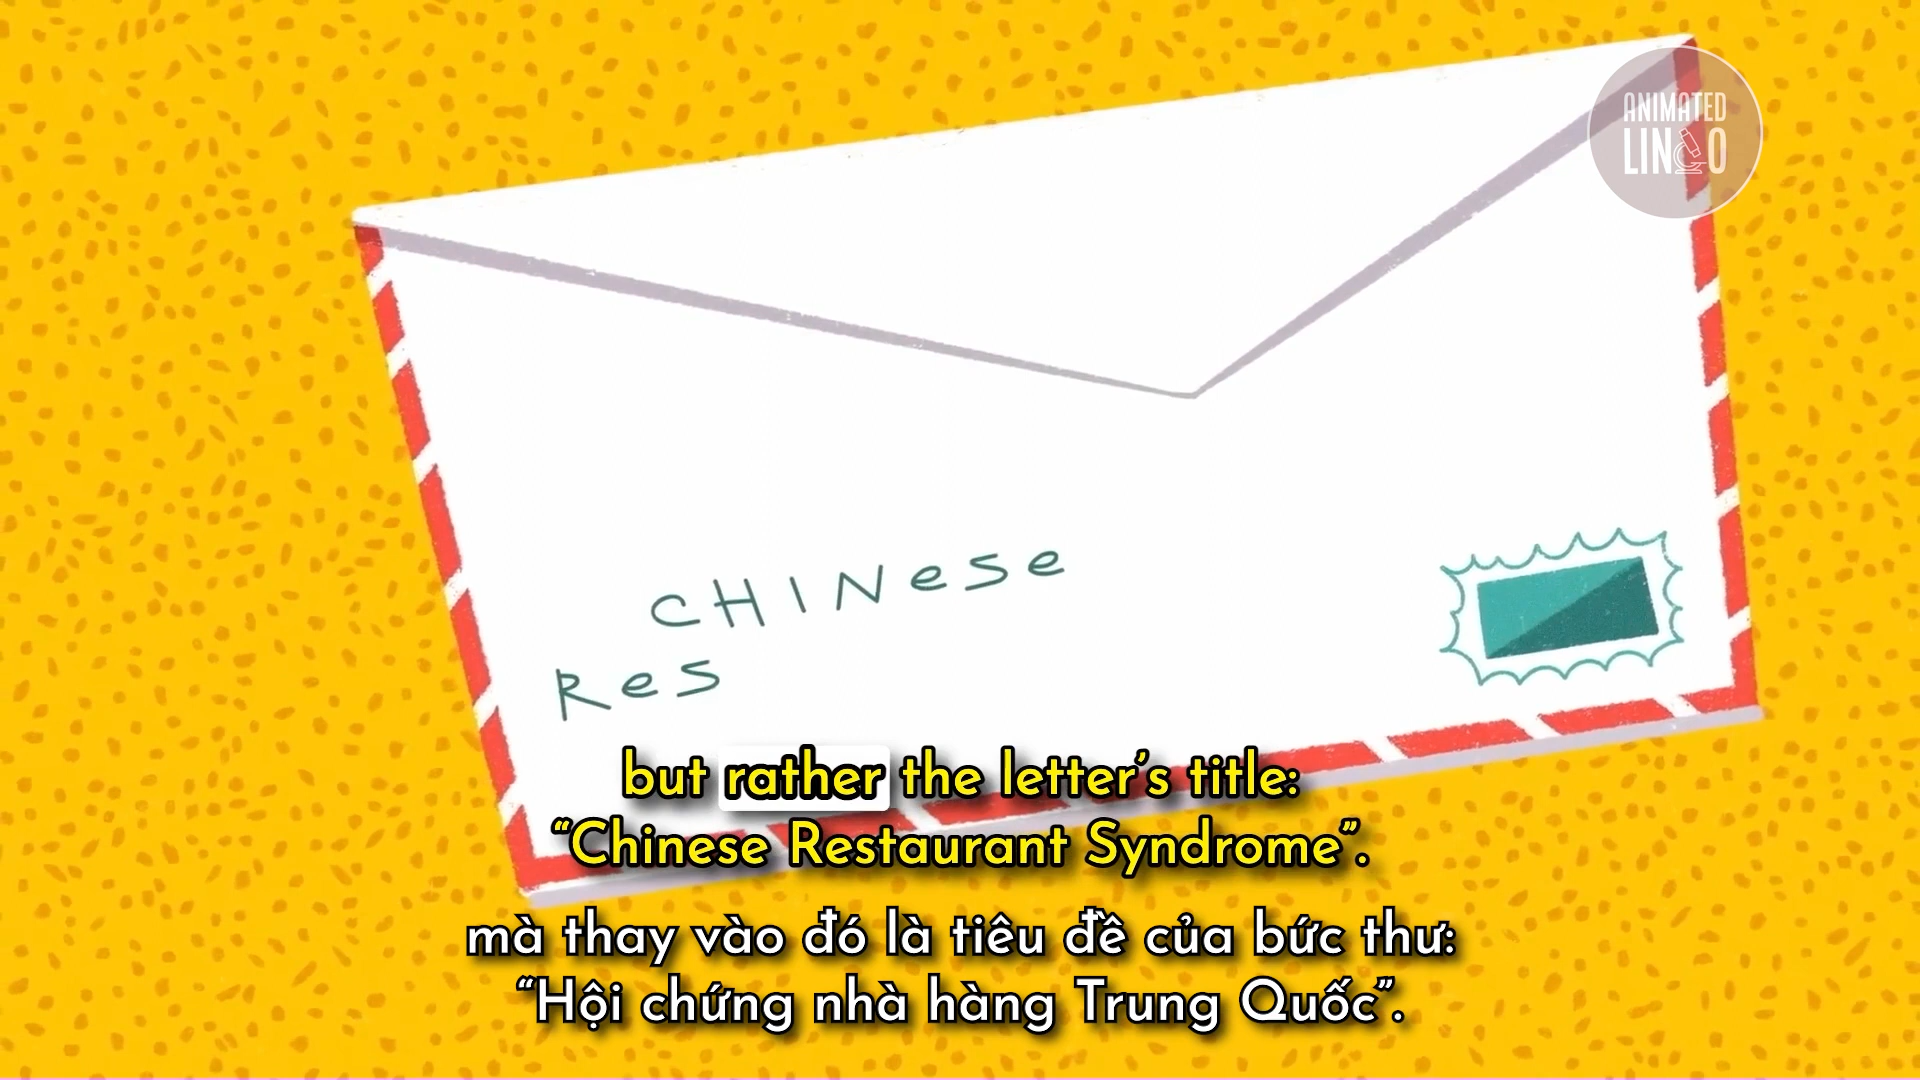 ANIMATED
LINGO
CHINese
Res
but rather the letter’s title:
“Chinese Restaurant Syndrome”.
mà thay vào đó là tiêu đề của bức thư:
“Hội chứng nhà hàng Trung Quốc”.